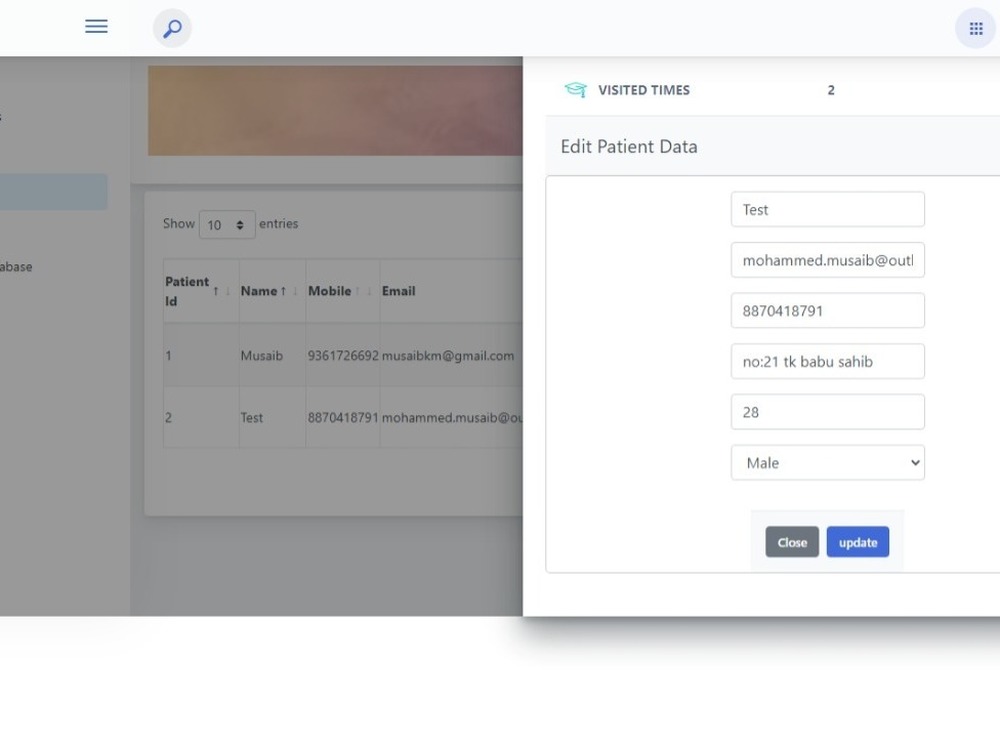 VISITED TIMES 2
Edit Patient Data
Test
mohammed.musaib@outl
8870418791
no:21 tk babu sahib
28
Male
Close update
Show 10 entries
Patient Id Name Mobile Email
1 Musaib 9361726692 musaibkm@gmail.com
2 Test 8870418791 mohammed.musaib@ou
abase